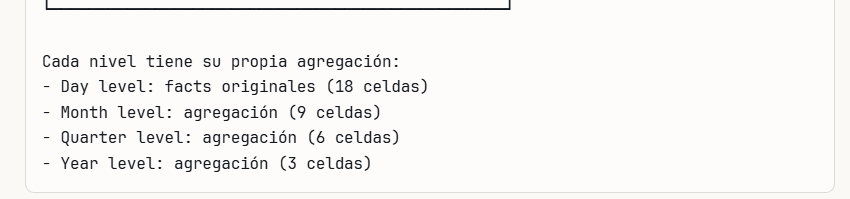 Cada nivel tiene su propia agregación:
- Day level: facts originales (18 celdas)
- Month level: agregación (9 celdas)
- Quarter level: agregación (6 celdas)
- Year level: agregación (3 celdas)